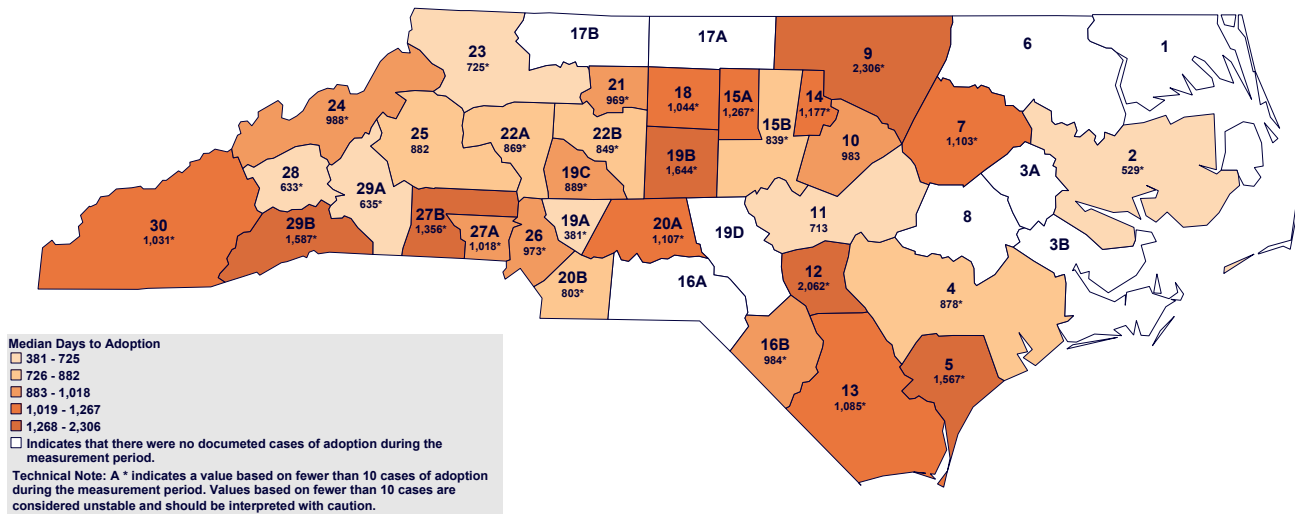 17B
17A
6
1
23
725*
9
2,306*
21
969*
18
1,044*
15A
1,267*
14
1,177*
24
988*
15B
839*
7
1,103*
25
882
22A
869*
22B
849*
10
983
2
529*
19B
1,644*
28
633*
29A
635*
19C
889*
3A
30
1,031*
29B
1,587*
27B
1,356*
27A
1,018*
26
973*
19A
381*
20A
1,107*
19D
11
713
8
3B
20B
803*
16A
12
2,062*
4
878*
16B
984*
13
1,085*
5
1,567*
Median Days to Adoption
381 - 725
726 - 882
883 - 1,018
1,019 - 1,267
1,268 - 2,306
Indicates that there were no documeted cases of adoption during the
measurement period.
Technical Note: A * indicates a value based on fewer than 10 cases of adoption
during the measurement period. Values based on fewer than 10 cases are
considered unstable and should be interpreted with caution.